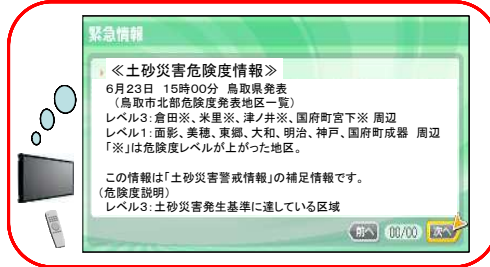 緊急情報
≪土砂災害危険度情報≫
6月23日 15時00分 鳥取県発表
（鳥取市北部危険度発表地区一覧）
レベル3：倉田※、米里※、津ノ井※、国府町宮下※ 周辺
レベル1：面影、美穂、東郷、大和、明治、神戸、国府町成器 周辺
「※」は危険度レベルが上がった地区。
この情報は「土砂災害警戒情報」の補足情報です。
（危険度説明）
レベル3：土砂災害発生基準に達している区域
前へ 00/00 次へ